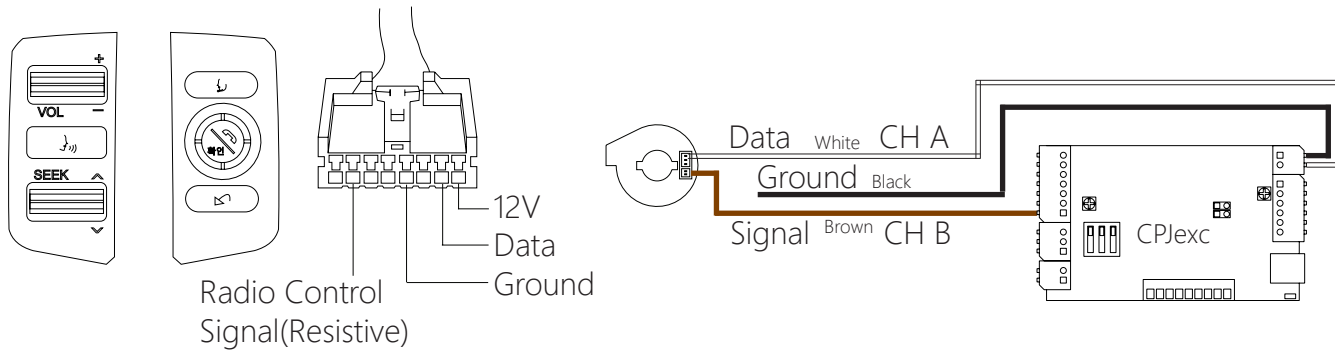 +
VOL −
SEEK
확인
12V
Data
Ground
Radio Control
Signal(Resistive)
Data White CH A
Ground Black
Signal Brown CH B
CPJexc